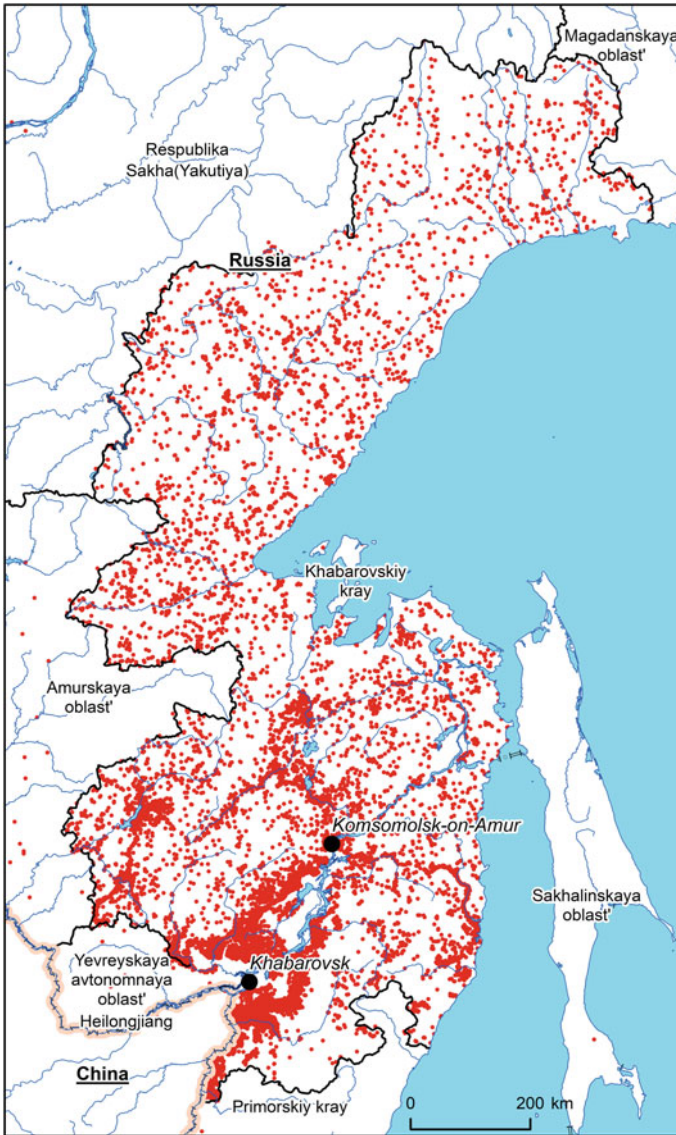 Magadanskaya
oblast'
Respublika
Sakha(Yakutiya)
Russia
Khabarovskiy
kray
Amurskaya
oblast'
Komsomolsk-on-Amur
Sakhalinskaya
oblast'
Yevreyskaya
avtonomnaya
oblast'
Khabarovsk
Heilongjiang
China
Primorskiy kray
0 200 km